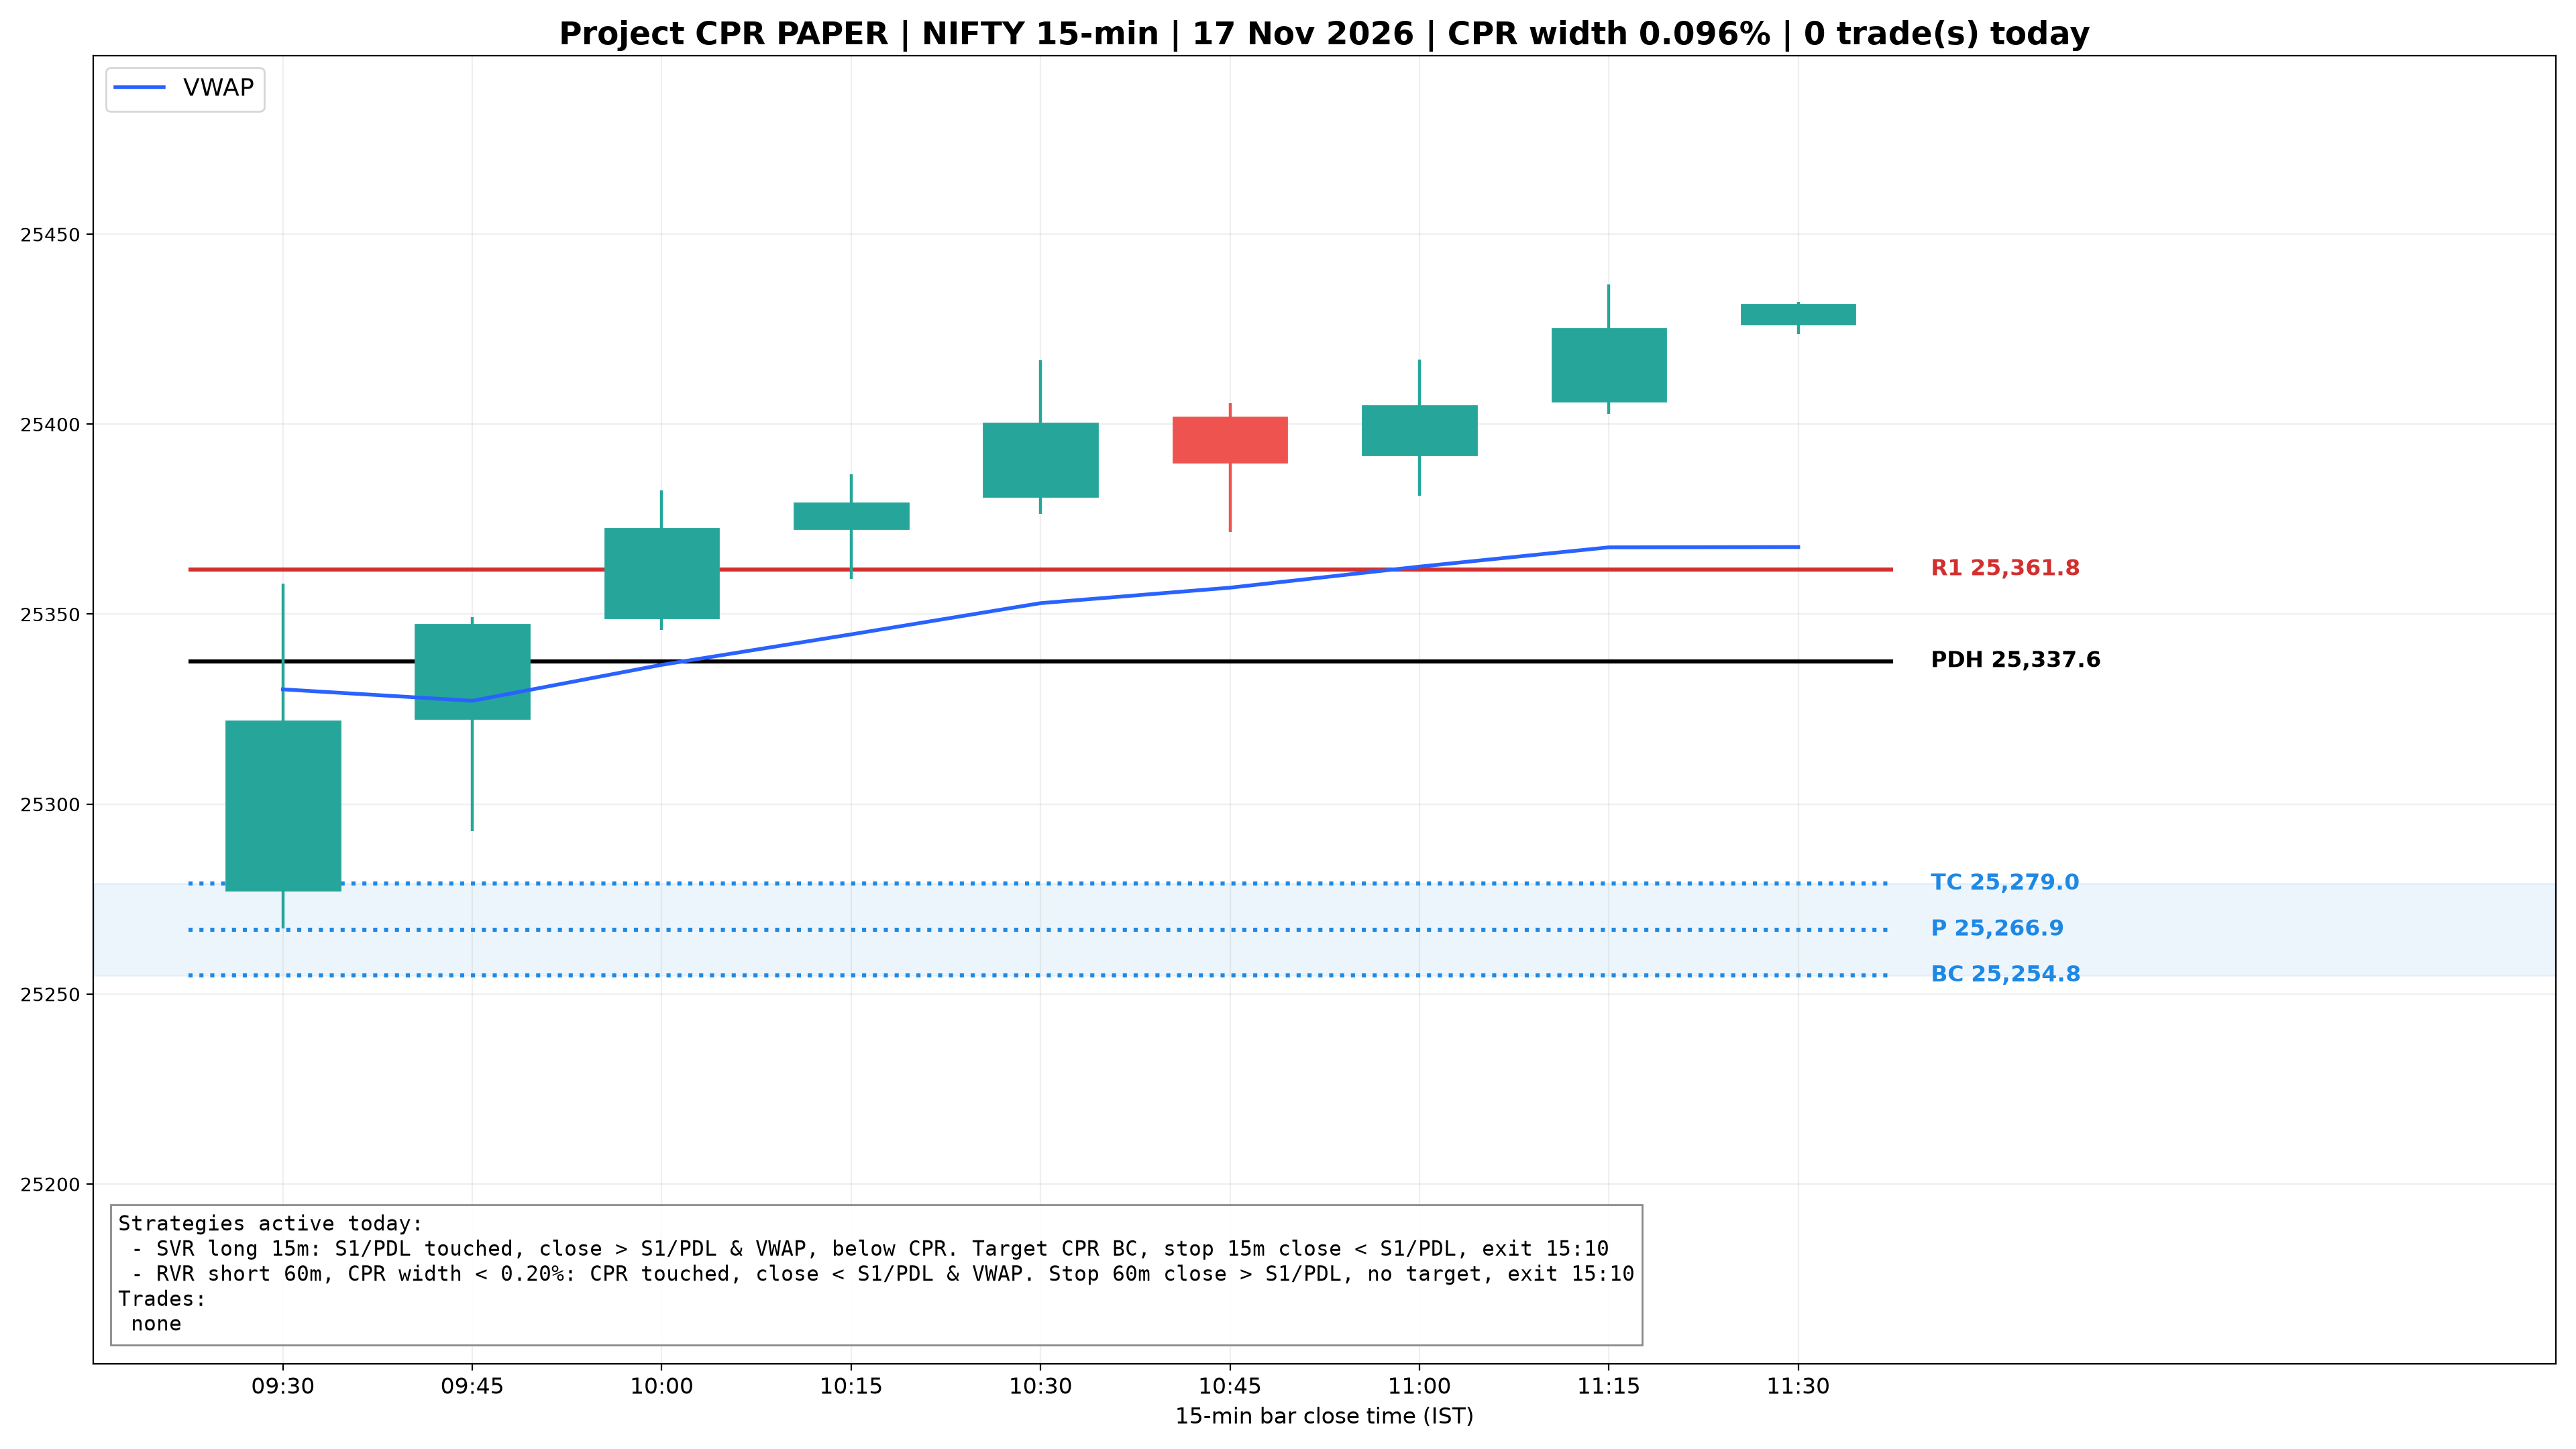 Project CPR PAPER | NIFTY 15-min | 17 Nov 2026 | CPR width 0.096% | 0 trade(s) today
VWAP
25450
25400
25350
25300
25250
25200
R1 25,361.8
PDH 25,337.6
TC 25,279.0
P 25,266.9
BC 25,254.8
Strategies active today:
- SVR long 15m: S1/PDL touched, close > S1/PDL & VWAP, below CPR. Target CPR BC, stop 15m close < S1/PDL, exit 15:10
- RVR short 60m, CPR width < 0.20%: CPR touched, close < S1/PDL & VWAP. Stop 60m close > S1/PDL, no target, exit 15:10
Trades:
none
09:30 09:45 10:00 10:15 10:30 10:45 11:00 11:15 11:30
15-min bar close time (IST)